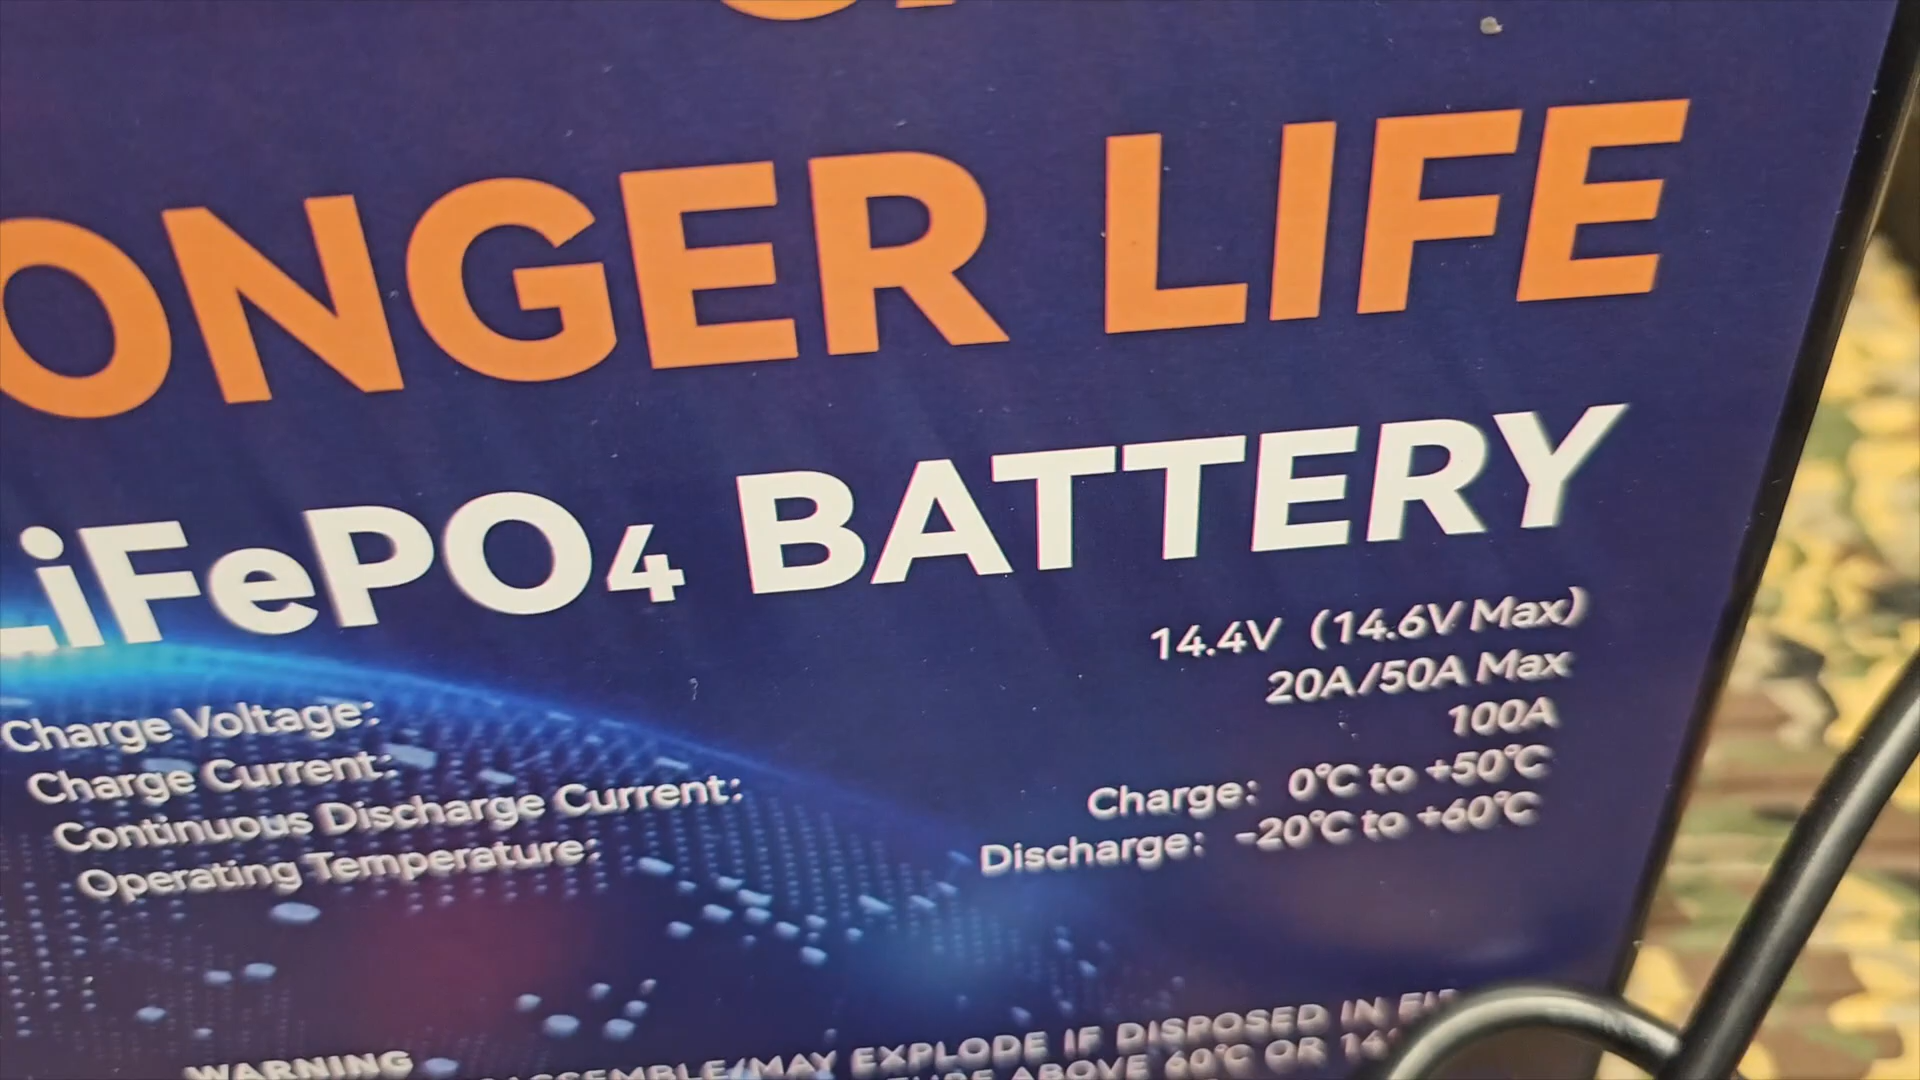 ONGER LIFE
LiFePO4 BATTERY
Charge Voltage: 14.4V (14.6V Max)
Charge Current: 20A/50A Max
Continuous Discharge Current: 100A
Operating Temperature: Charge: 0℃ to +50℃
Discharge: -20℃ to +60℃
WARNING
MAY EXPLODE IF DISPOSED IN
ABOVE 60℃ OR